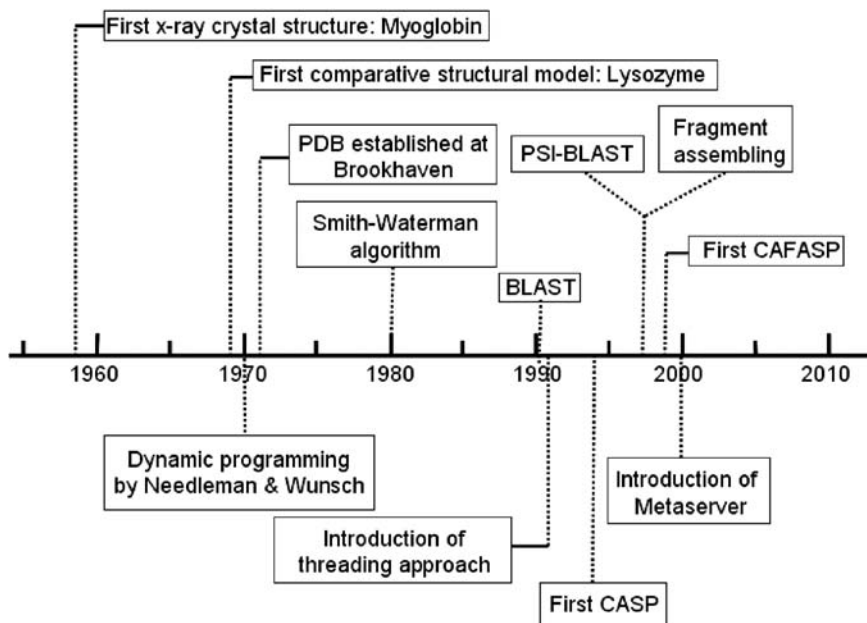 First x-ray crystal structure: Myoglobin
First comparative structural model: Lysozyme
PDB established at
Brookhaven
PSI-BLAST
Fragment
assembling
Smith-Waterman
algorithm
First CAFASP
BLAST
1960
1970
1980
1990
2000
2010
Dynamic programming
by Needleman & Wunsch
Introduction of
Metaserver
Introduction of
threading approach
First CASP